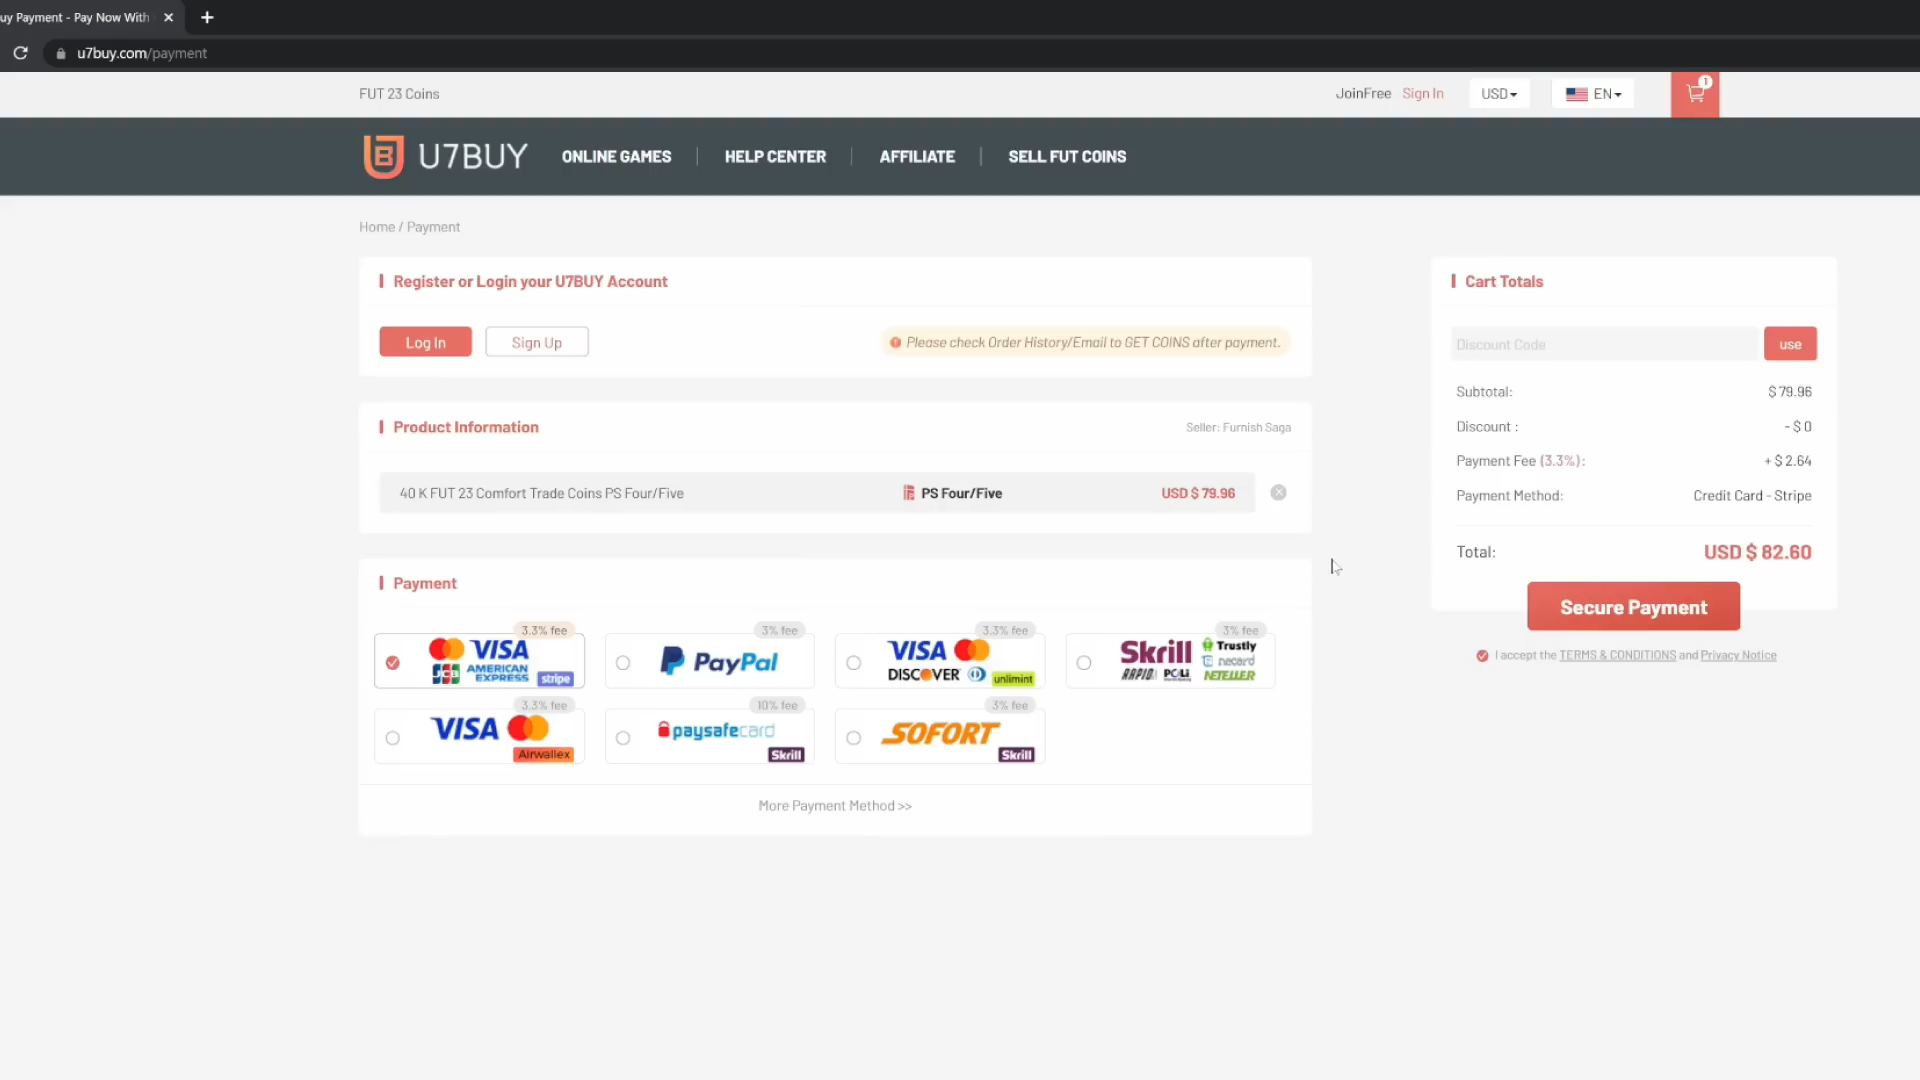 uy Payment - Pay Now With
u7buy.com/payment
FUT 23 Coins
JoinFree Sign In USD EN 1
U7BUY ONLINE GAMES HELP CENTER AFFILIATE SELL FUT COINS
Home / Payment
Register or Login your U7BUY Account
Log In Sign Up Please check Order History/Email to GET COINS after payment.
Product Information Seller: Furnish Saga
40 K FUT 23 Comfort Trade Coins PS Four/Five PS Four/Five USD $ 79.96
Payment
3.3% fee 3% fee 3.3% fee 3% fee
VISA JCB AMERICAN EXPRESS stripe
PayPal
VISA DISCOVER unlimint
Skrill Trustly neocard RAPID POLi NETELLER
3.3% fee 10% fee 3% fee
VISA Airwallex
paysafecard Skrill
SOFORT Skrill
More Payment Method >>
Cart Totals
Discount Code use
Subtotal: $ 79.96
Discount : - $ 0
Payment Fee (3.3%): + $ 2.64
Payment Method: Credit Card - Stripe
Total: USD $ 82.60
Secure Payment
I accept the TERMS & CONDITIONS and Privacy Notice